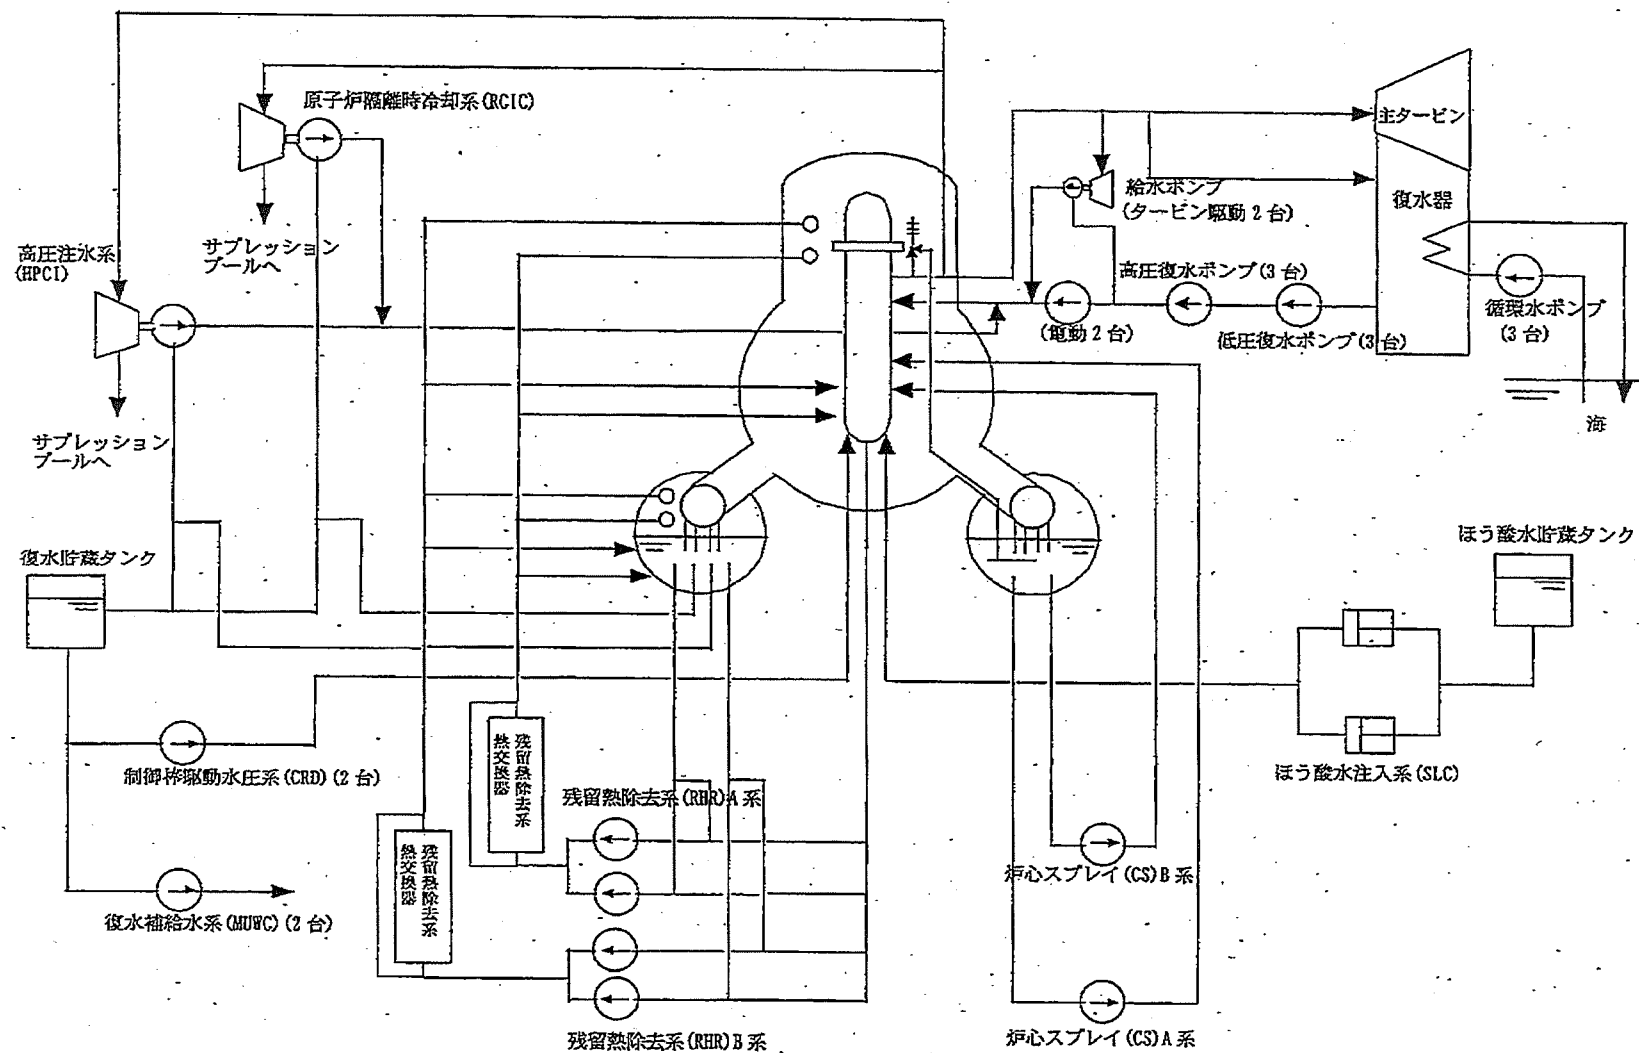 原子炉隔離時冷却系(RCIC)
サプレッション
プールへ
高圧注水系
(HPCI)
サプレッション
プールへ
主タービン
復水器
給水ポンプ
(タービン駆動2台)
高圧復水ポンプ(3台)
(電動2台)
低圧復水ポンプ(3台)
循環水ポンプ
(3台)
海
復水貯蔵タンク
ほう酸水貯蔵タンク
制御棒駆動水圧系(CRD)(2台)
残留熱除去系
熱交換器
残留熱除去系(RHR)A系
ほう酸水注入系(SLC)
残留熱除去系
熱交換器
炉心スプレイ(CS)B系
復水補給水系(MUWC)(2台)
残留熱除去系(RHR)B系
炉心スプレイ(CS)A系